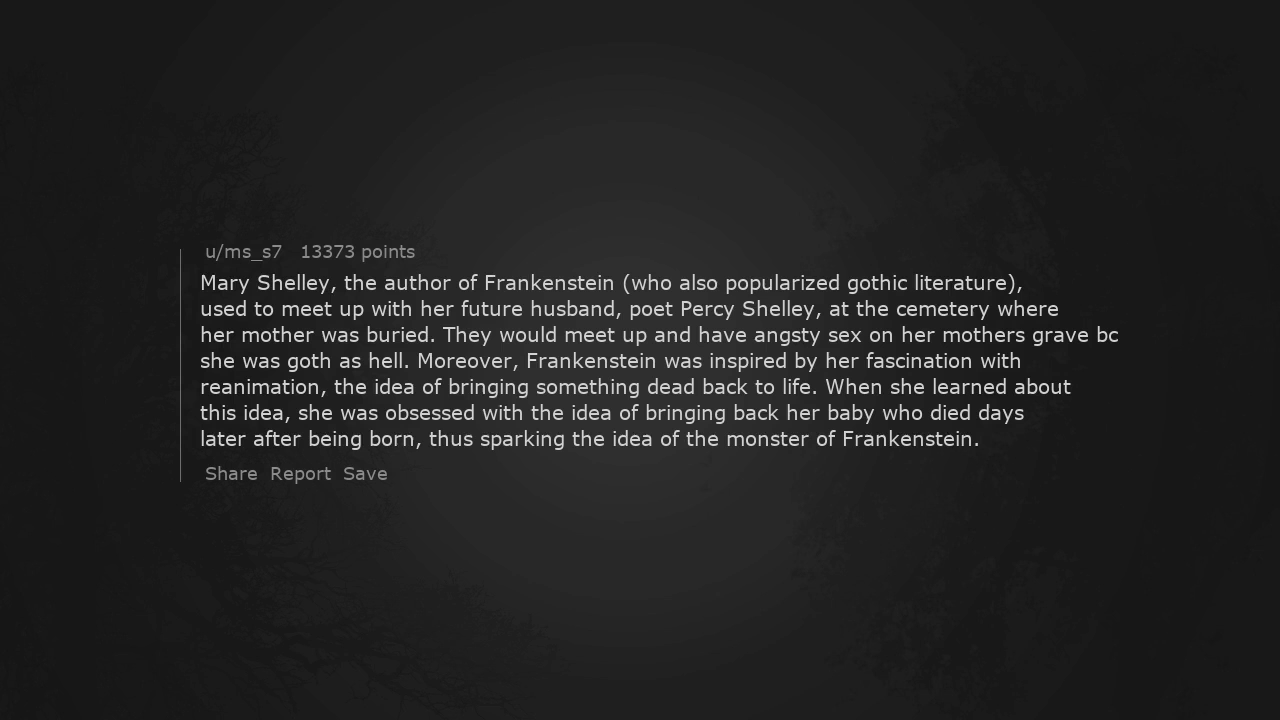 u/ms_s7 13373 points
Mary Shelley, the author of Frankenstein (who also popularized gothic literature),
used to meet up with her future husband, poet Percy Shelley, at the cemetery where
her mother was buried. They would meet up and have angsty sex on her mothers grave bc
she was goth as hell. Moreover, Frankenstein was inspired by her fascination with
reanimation, the idea of bringing something dead back to life. When she learned about
this idea, she was obsessed with the idea of bringing back her baby who died days
later after being born, thus sparking the idea of the monster of Frankenstein.
Share Report Save